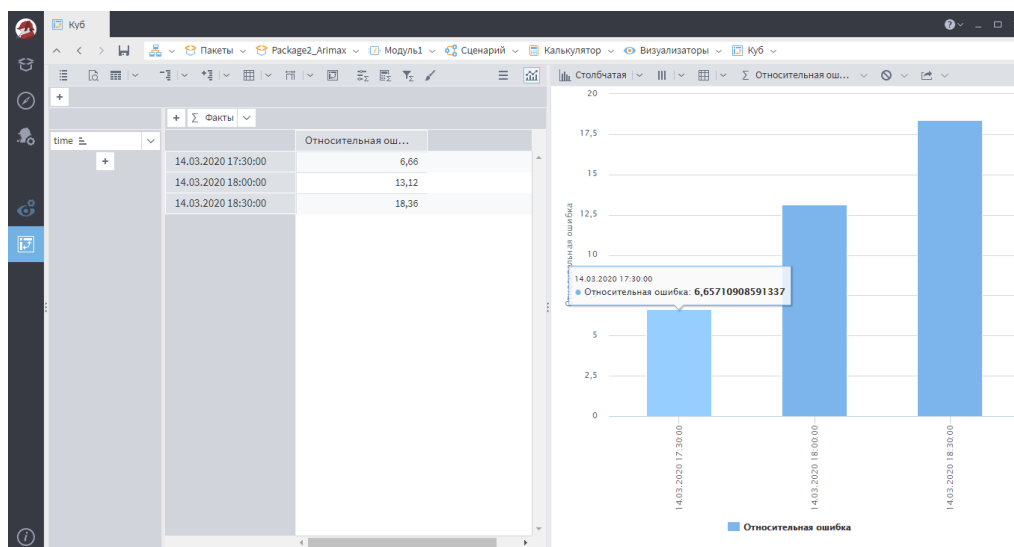 Куб
Пакеты Package2_Arimax Модуль1 Сценарий Калькулятор Визуализаторы Куб
Столбчатая Σ Относительная ош...
Σ Факты
time
Относительная ош...
14.03.2020 17:30:00 6,66
14.03.2020 18:00:00 13,12
14.03.2020 18:30:00 18,36
20
17,5
15
12,5
10
5
2,5
0
14.03.2020 17:30:00
Относительная ошибка: 6,65710908591337
14.03.2020 17:30:00
14.03.2020 18:00:00
14.03.2020 18:30:00
Относительная ошибка